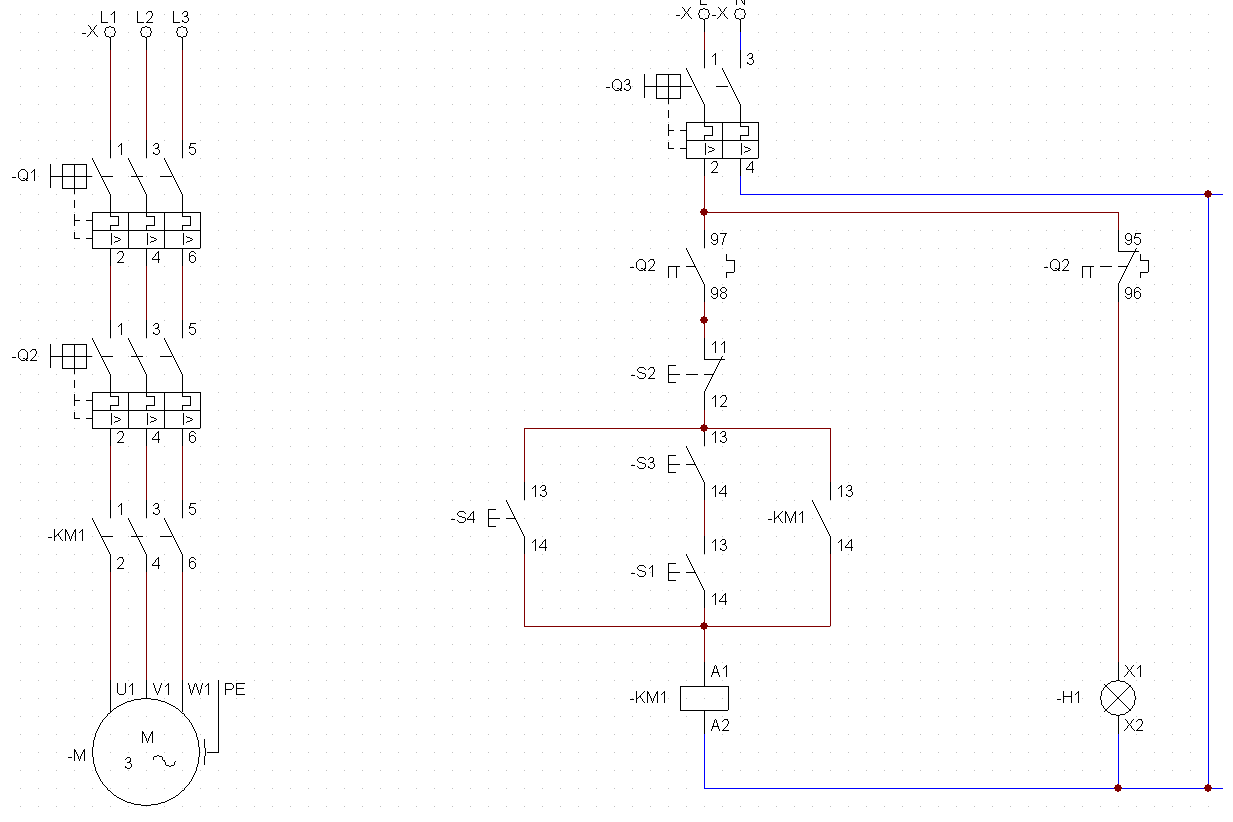 L1 L2 L3
-X
1 3 5
-Q1
2 4 6
1 3 5
-Q2
2 4 6
1 3 5
-KM1
2 4 6
U1 V1 W1 PE
M
3
-M
-X -X
1 3
-Q3
2 4
97
-Q2
98
11
-S2
12
13
-S3
14
13
-S4
14
13
-KM1
14
13
-S1
14
A1
-KM1
A2
95
-Q2
96
X1
-H1
X2